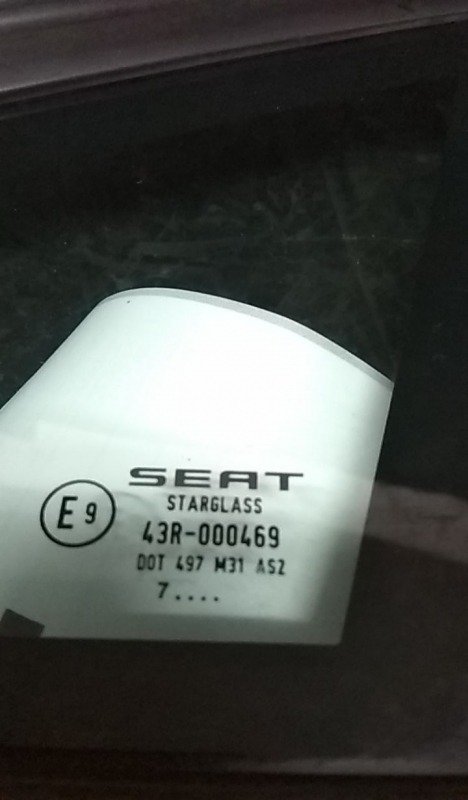 SEAT
STARGLASS
E9
43R-000469
DOT 497 M31 AS2
7....